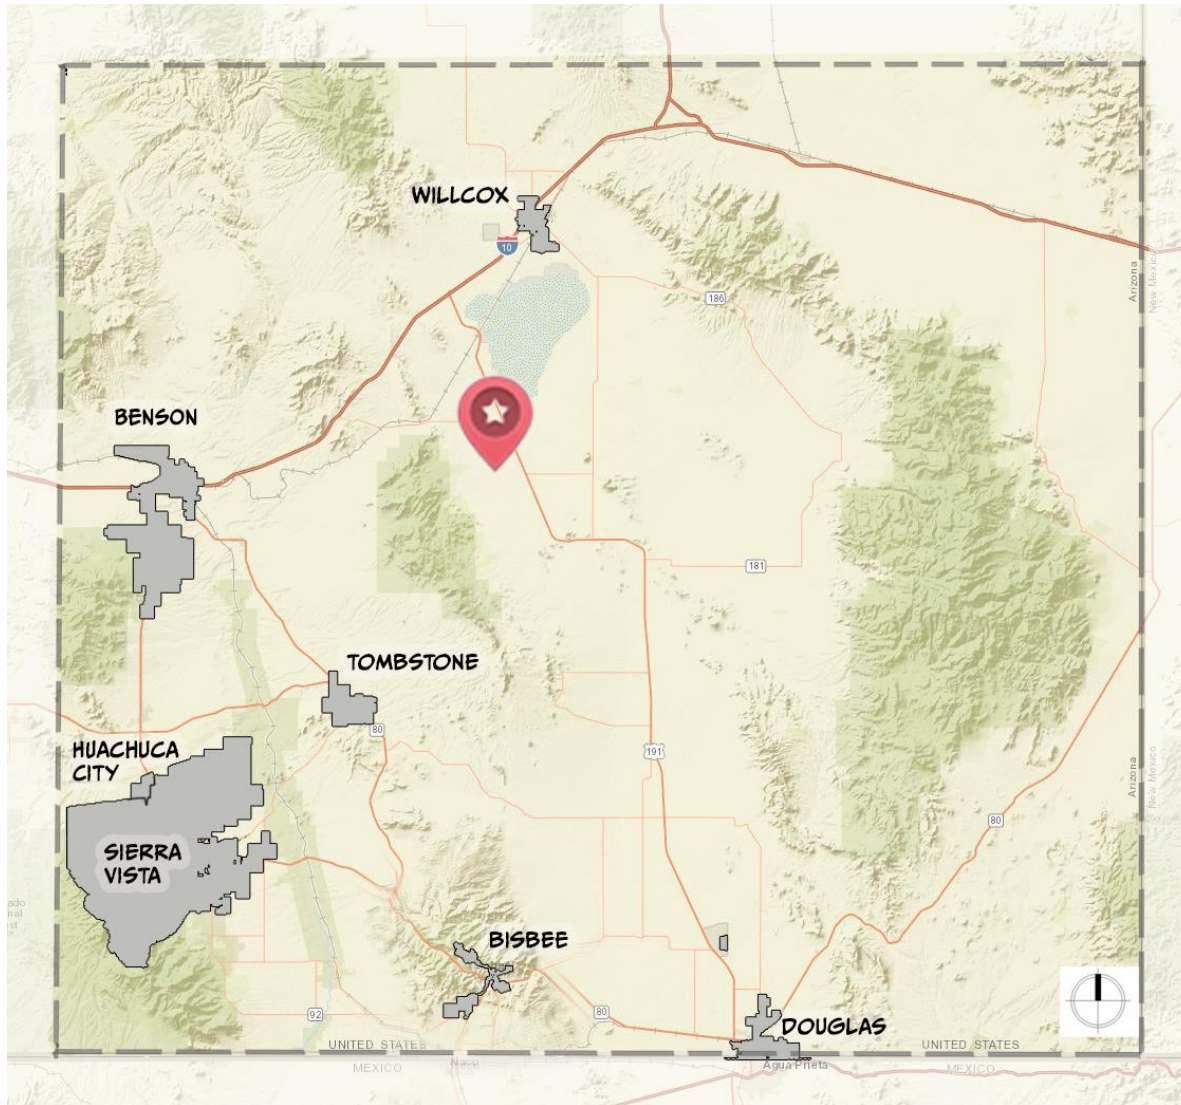 WILLCOX
10
186
Arizona
New Mexico
BENSON
181
TOMBSTONE
80
HUACHUCA
CITY
191
Arizona
New Mexico
80
SIERRA
VISTA
BISBEE
92
80
DOUGLAS
UNITED STATES
UNITED STATES
MEXICO
Naco
Agua Prieta
MEXICO